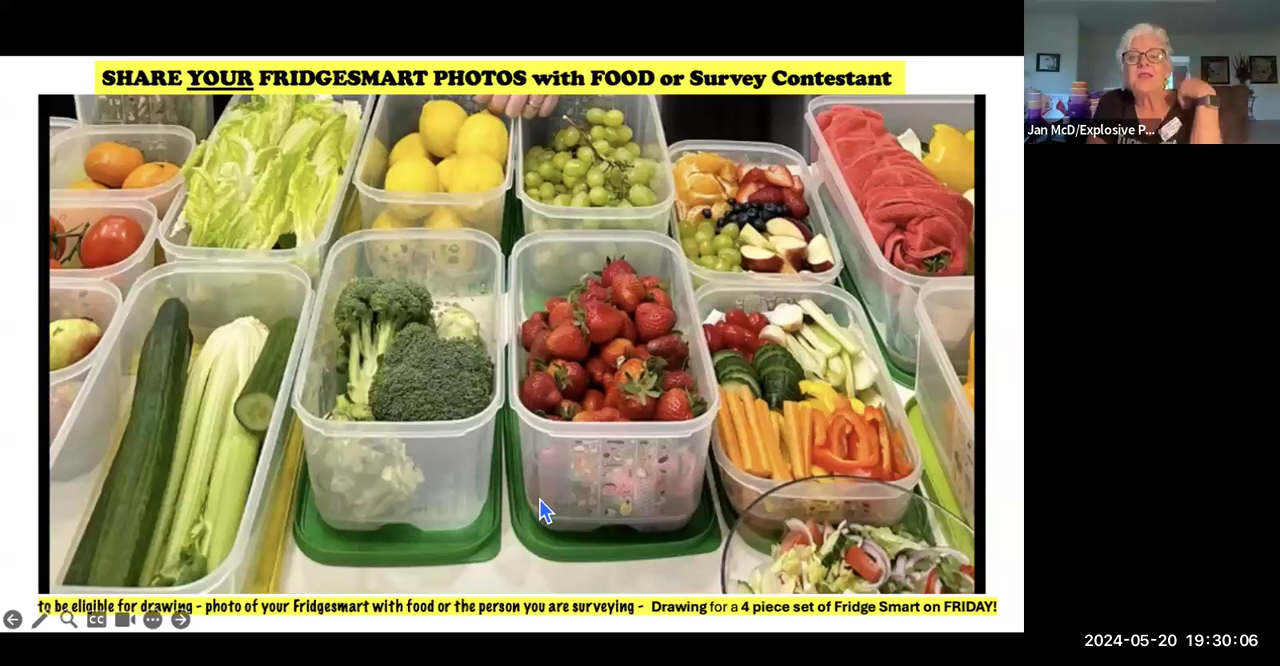 SHARE YOUR FRIDGESMART PHOTOS with FOOD or Survey Contestant
Jan McD/Explosive P...
to be eligible for drawing - photo of your Fridgesmart with food or the person you are surveying - Drawing for a 4 piece set of Fridge Smart on FRIDAY!
CC
2024-05-20 19:30:06